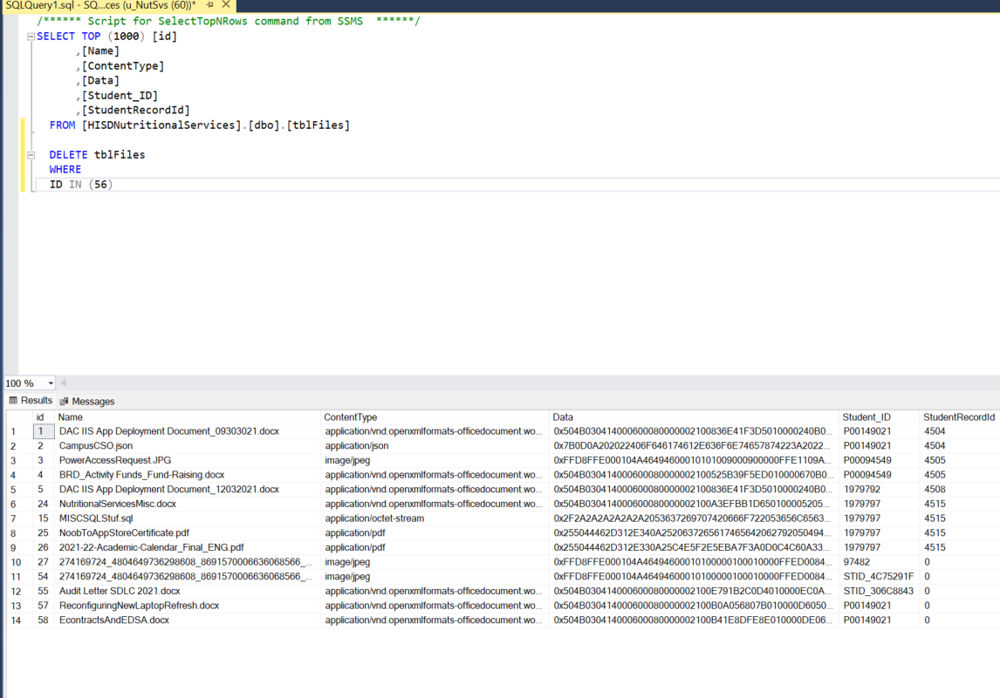 SQLQuery1.sql - SQ...ces (u_NutSvs (60))*
/****** Script for SelectTopNRows command from SSMS  ******/
SELECT TOP (1000) [id]
,[Name]
,[ContentType]
,[Data]
,[Student_ID]
,[StudentRecordId]
FROM [HISDNutritionalServices].[dbo].[tblFiles]
DELETE tblFiles
WHERE
ID IN (56)
100 %
Results Messages
id Name ContentType Data Student_ID StudentRecordId
1 1 DAC IIS App Deployment Document_09303021.docx application/vnd.openxmlformats-officedocument.wo... 0x504B030414000600080000002100836E41F3D5010000240B0... P00149021 4504
2 2 CampusCSO.json application/json 0x7B0D0A202022406F646174612E636F6E74657874223A2022... P00149021 4504
3 3 PowerAccessRequest.JPG image/jpeg 0xFFD8FFE000104A46494600010101009000900000FFE1109A... P00094549 4505
4 4 BRD_Activity Funds_Fund-Raising.docx application/vnd.openxmlformats-officedocument.wo... 0x504B030414000600080000002100525B39F5ED010000670B0... P00094549 4505
5 5 DAC IIS App Deployment Document_12032021.docx application/vnd.openxmlformats-officedocument.wo... 0x504B030414000600080000002100836E41F3D5010000240B0... 1979792 4508
6 24 NutritionalServicesMisc.docx application/vnd.openxmlformats-officedocument.wo... 0x504B030414000600080000002100A3EFBB1D650100005205... 1979797 4515
7 15 MISCSQLStuf.sql application/octet-stream 0x2F2A2A2A2A2A2A2053637269707420666F722053656C6563... 1979797 4515
8 25 NoobToAppStoreCertificate.pdf application/pdf 0x255044462D312E340A2520637265617465642062792050494... 1979797 4515
9 26 2021-22-Academic-Calendar_Final_ENG.pdf application/pdf 0x255044462D312E330A25C4E5F2E5EBA7F3A0D0C4C60A33... 1979797 4515
10 27 274169724_4804649736298608_8691570006636068566_... image/jpeg 0xFFD8FFE000104A46494600010100000100010000FFED0084... 97482 0
11 54 274169724_4804649736298608_8691570006636068566_... image/jpeg 0xFFD8FFE000104A46494600010100000100010000FFED0084... STID_4C75291F 0
12 55 Audit Letter SDLC 2021.docx application/vnd.openxmlformats-officedocument.wo... 0x504B030414000600080000002100E791B2C0D4010000EC0A... STID_306C8843 0
13 57 ReconfiguringNewLaptopRefresh.docx application/vnd.openxmlformats-officedocument.wo... 0x504B030414000600080000002100B0A056807B010000D6050... P00149021 0
14 58 EcontractsAndEDSA.docx application/vnd.openxmlformats-officedocument.wo... 0x504B030414000600080000002100B41E8DFE8E010000DE06... P00149021 0